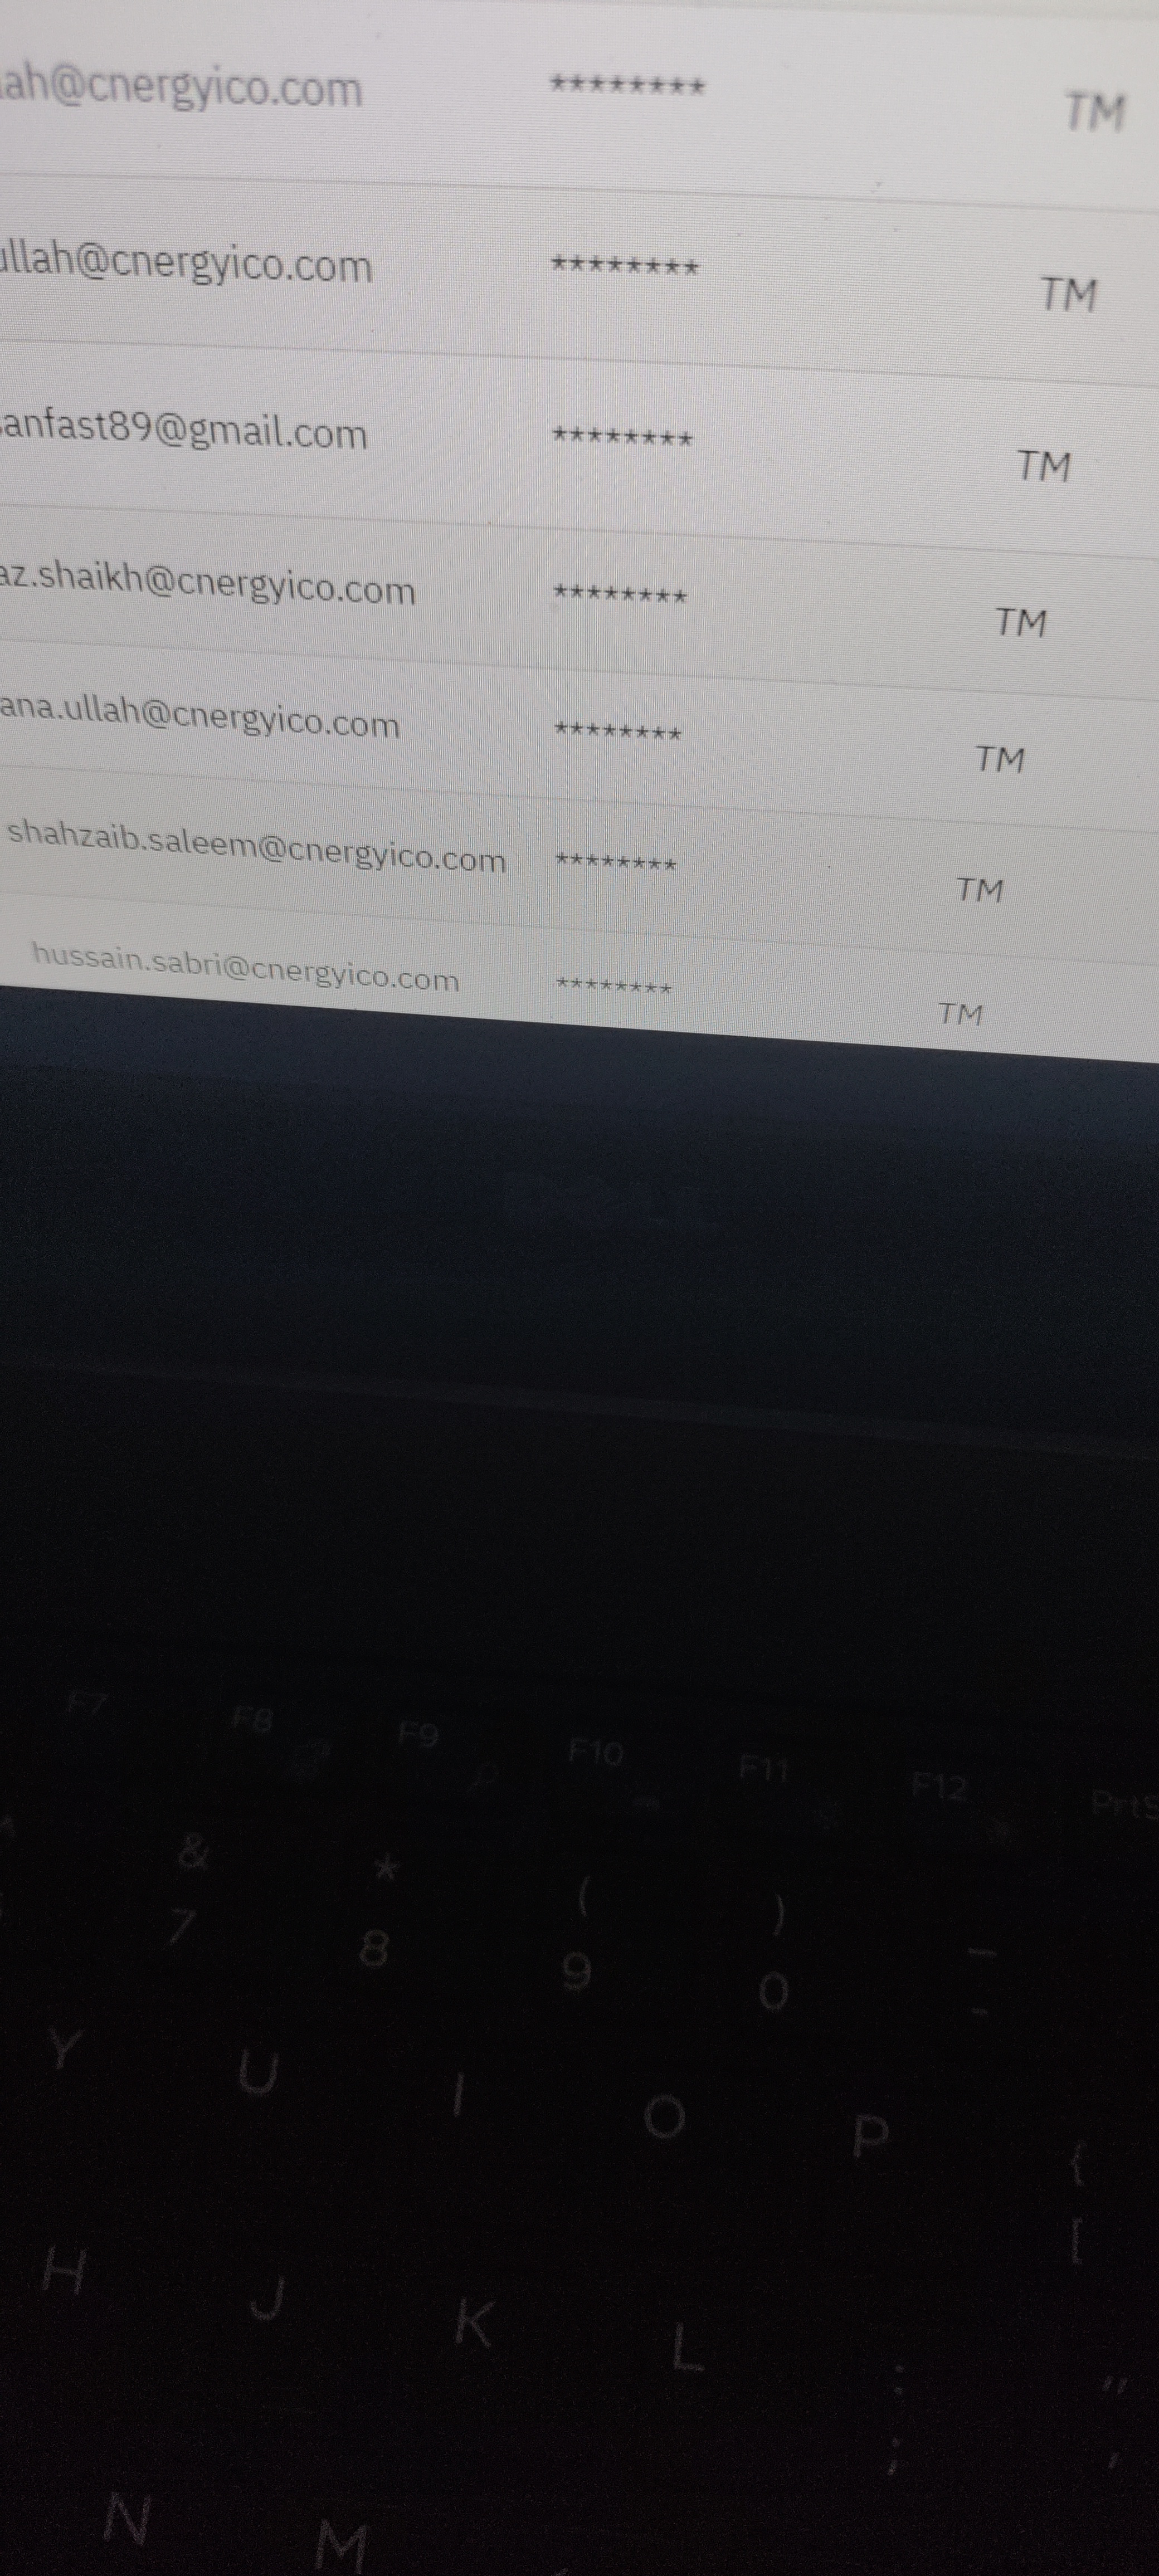 ah@cnergyico.com ******** TM
ullah@cnergyico.com ******** TM
anfast89@gmail.com ******** TM
az.shaikh@cnergyico.com ******** TM
ana.ullah@cnergyico.com ******** TM
shahzaib.saleem@cnergyico.com ******** TM
hussain.sabri@cnergyico.com ******** TM
F7 F8 F9 F10 F11 F12 PrtS
& * ( ) _
7 8 9 0 -
Y U I O P {
[
H J K L : "
; '
N M